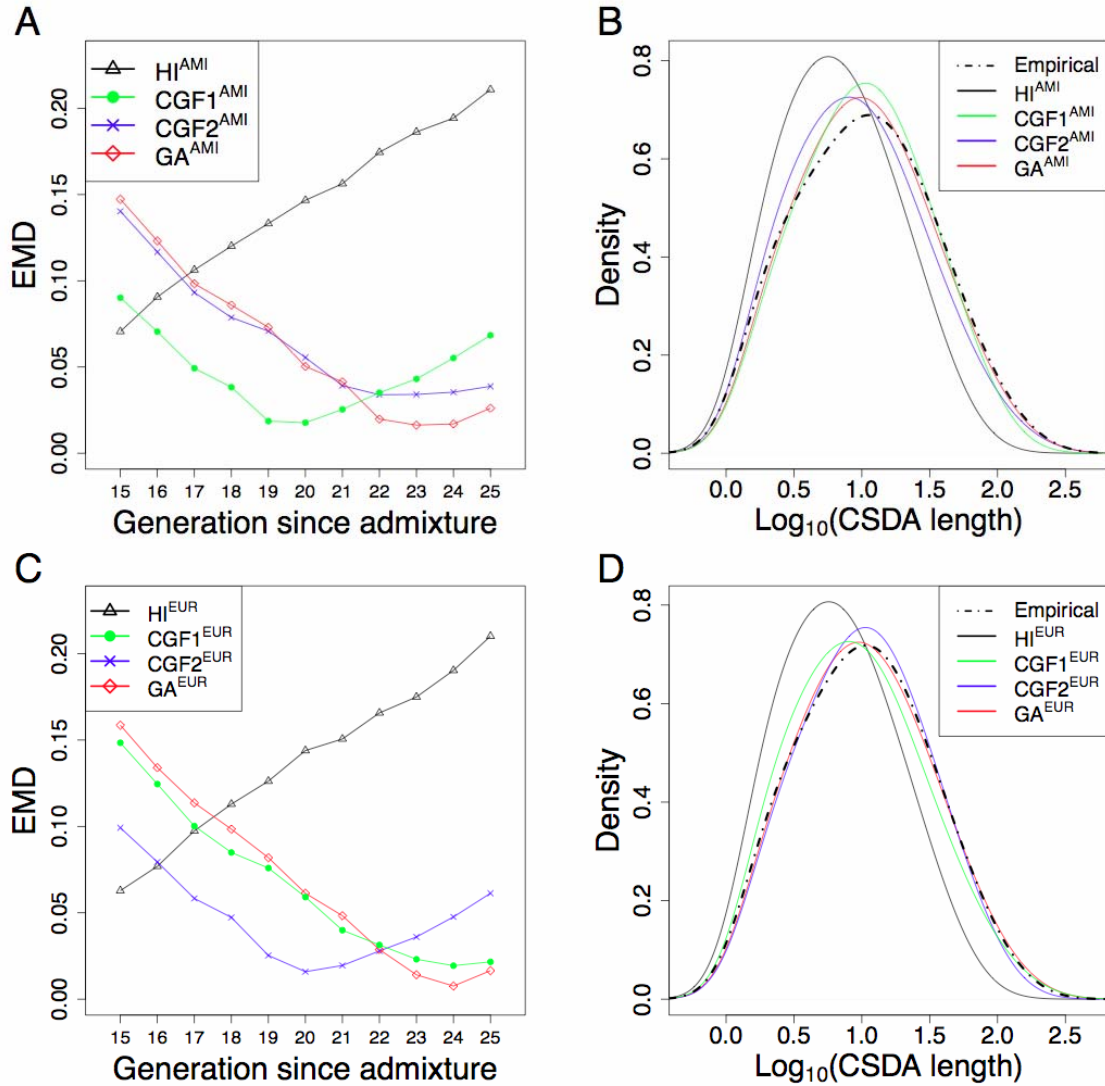 A
HI^AMI
CGF1^AMI
CGF2^AMI
GA^AMI
EMD
0.00 0.05 0.10 0.15 0.20
15 16 17 18 19 20 21 22 23 24 25
Generation since admixture
B
Empirical
HI^AMI
CGF1^AMI
CGF2^AMI
GA^AMI
Density
0.0 0.2 0.4 0.6 0.8
0.0 0.5 1.0 1.5 2.0 2.5
Log₁₀(CSDA length)
C
HI^EUR
CGF1^EUR
CGF2^EUR
GA^EUR
EMD
0.00 0.05 0.10 0.15 0.20
15 16 17 18 19 20 21 22 23 24 25
Generation since admixture
D
Empirical
HI^EUR
CGF1^EUR
CGF2^EUR
GA^EUR
Density
0.0 0.2 0.4 0.6 0.8
0.0 0.5 1.0 1.5 2.0 2.5
Log₁₀(CSDA length)